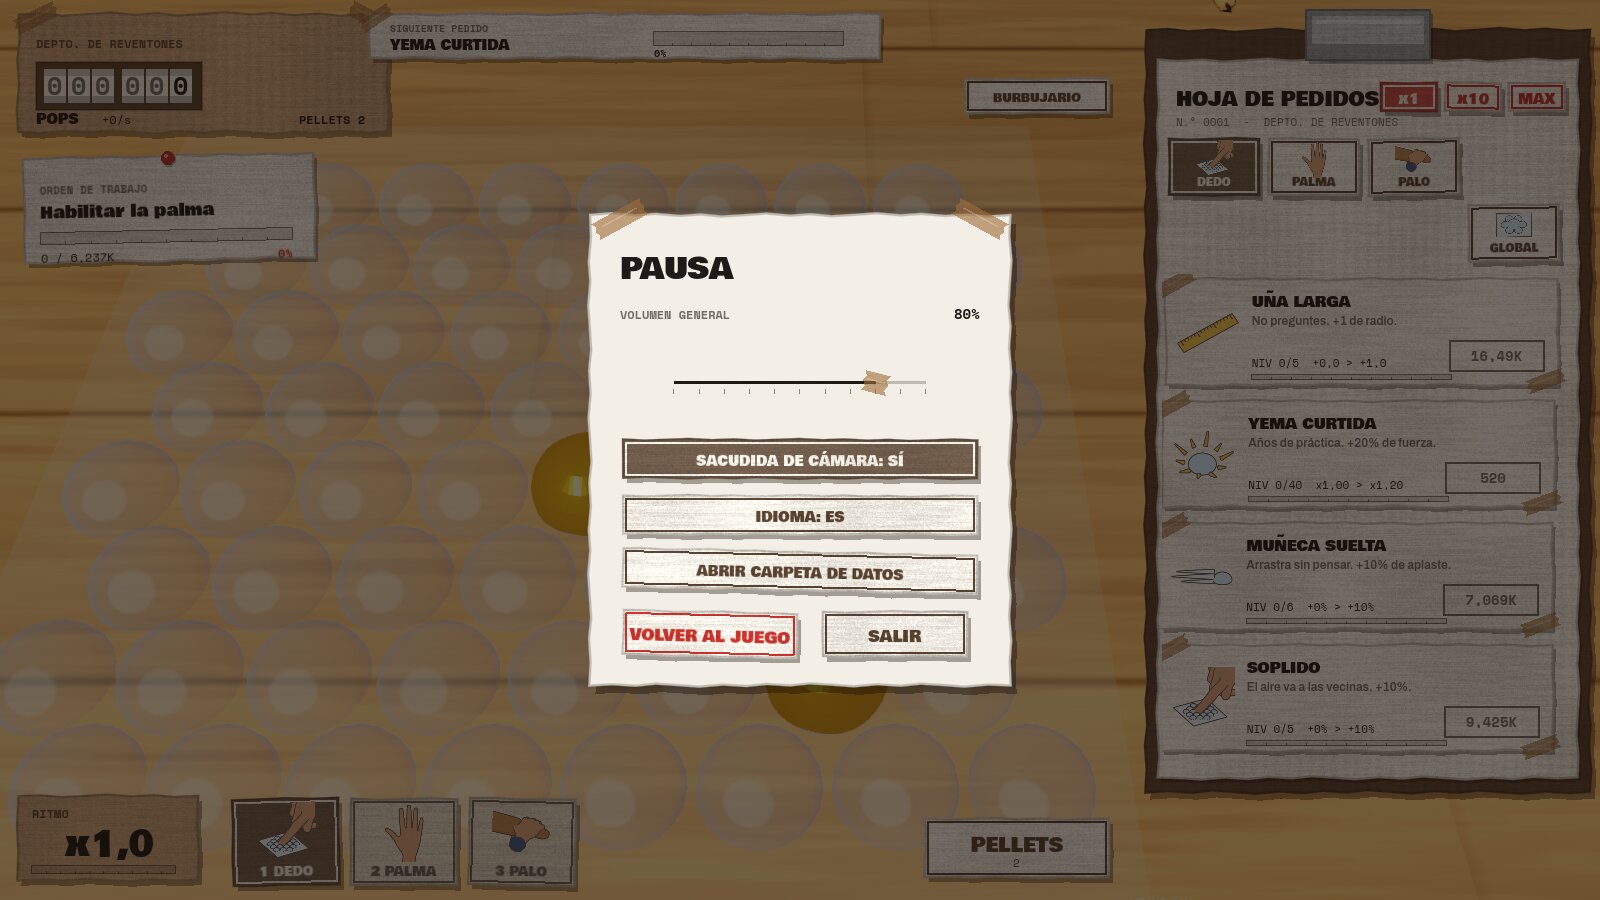 DEPTO. DE REVENTONES
000 000
POPS +0/s PELLETS 2
SIGUIENTE PEDIDO
YEMA CURTIDA
0%
BURBUJARIO
ORDEN DE TRABAJO
Habilitar la palma
0 / 6,237K 0%
PAUSA
VOLUMEN GENERAL 80%
SACUDIDA DE CÁMARA: SÍ
IDIOMA: ES
ABRIR CARPETA DE DATOS
VOLVER AL JUEGO SALIR
HOJA DE PEDIDOS x1 x10 MAX
N.° 0001 - DEPTO. DE REVENTONES
DEDO PALMA PALO
GLOBAL
UÑA LARGA
No preguntes. +1 de radio.
NIV 0/5 +0,0 > +1,0 16,49K
YEMA CURTIDA
Años de práctica. +20% de fuerza.
NIV 0/40 x1,00 > x1,20 520
MUÑECA SUELTA
Arrastra sin pensar. +10% de aplaste.
NIV 0/6 +0% > +10% 7,069K
SOPLIDO
El aire va a las vecinas. +10%.
NIV 0/5 +0% > +10% 9,425K
RITMO
x1,0
1 DEDO 2 PALMA 3 PALO
PELLETS
2